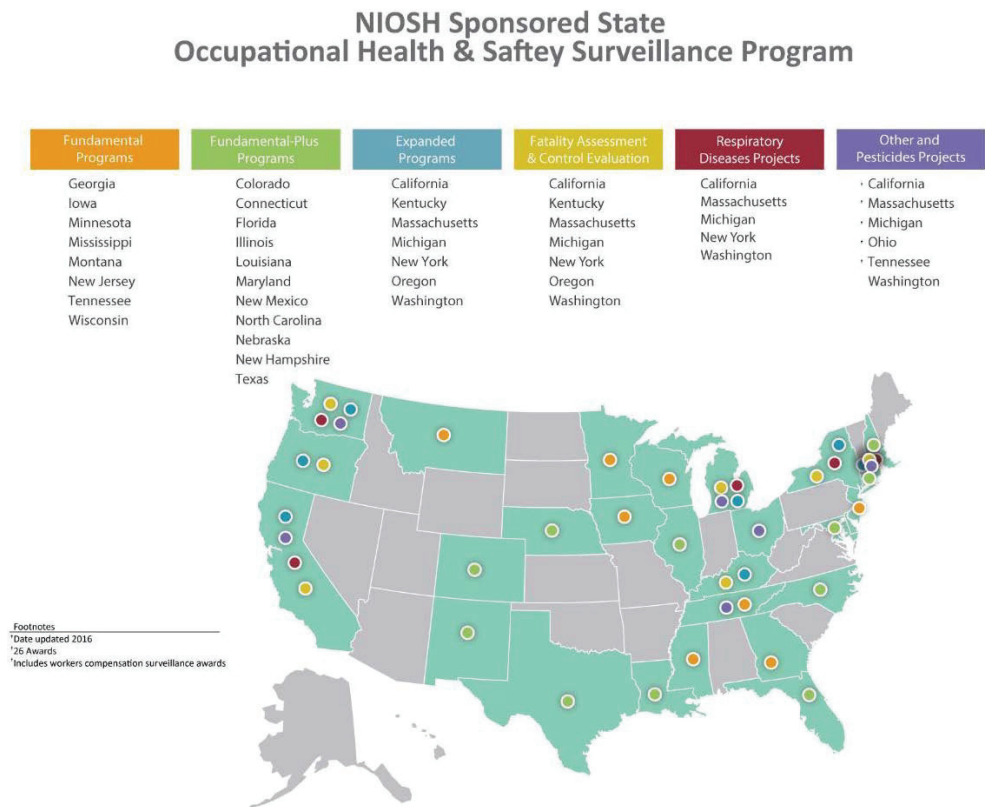 NIOSH Sponsored State
Occupational Health & Saftey Surveillance Program
Fundamental
Programs
Georgia
Iowa
Minnesota
Mississippi
Montana
New Jersey
Tennessee
Wisconsin
Fundamental-Plus
Programs
Colorado
Connecticut
Florida
Illinois
Louisiana
Maryland
New Mexico
North Carolina
Nebraska
New Hampshire
Texas
Expanded
Programs
California
Kentucky
Massachusetts
Michigan
New York
Oregon
Washington
Fatality Assessment
& Control Evaluation
California
Kentucky
Massachusetts
Michigan
New York
Oregon
Washington
Respiratory
Diseases Projects
California
Massachusetts
Michigan
New York
Washington
Other and
Pesticides Projects
· California
· Massachusetts
· Michigan
· Ohio
· Tennessee
Washington
Footnotes
†Date updated 2016
†26 Awards
†Includes workers compensation surveillance awards